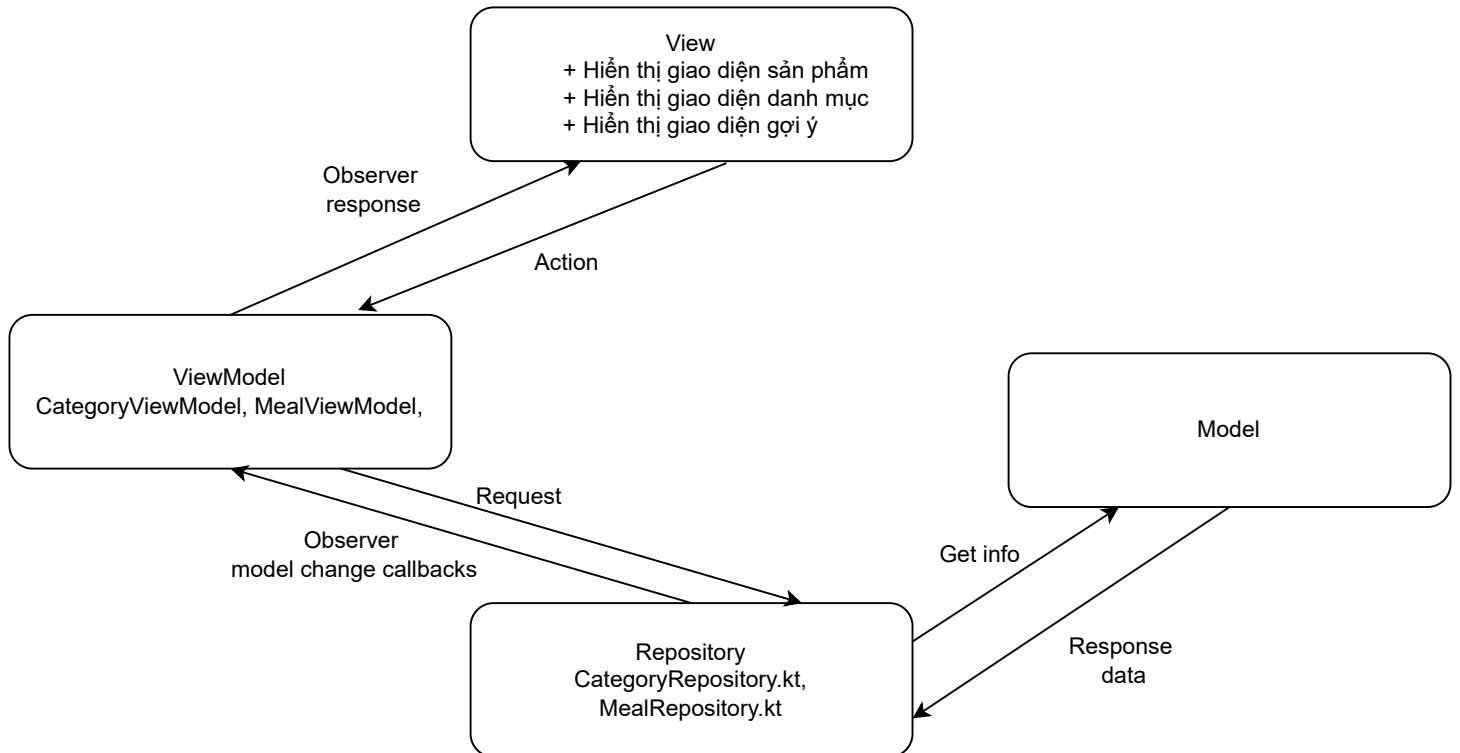 View
+ Hiển thị giao diện sản phẩm
+ Hiển thị giao diện danh mục
+ Hiển thị giao diện gợi ý
Observer
response
Action
ViewModel
CategoryViewModel, MealViewModel,
Model
Request
Observer
model change callbacks
Get info
Response
data
Repository
CategoryRepository.kt,
MealRepository.kt